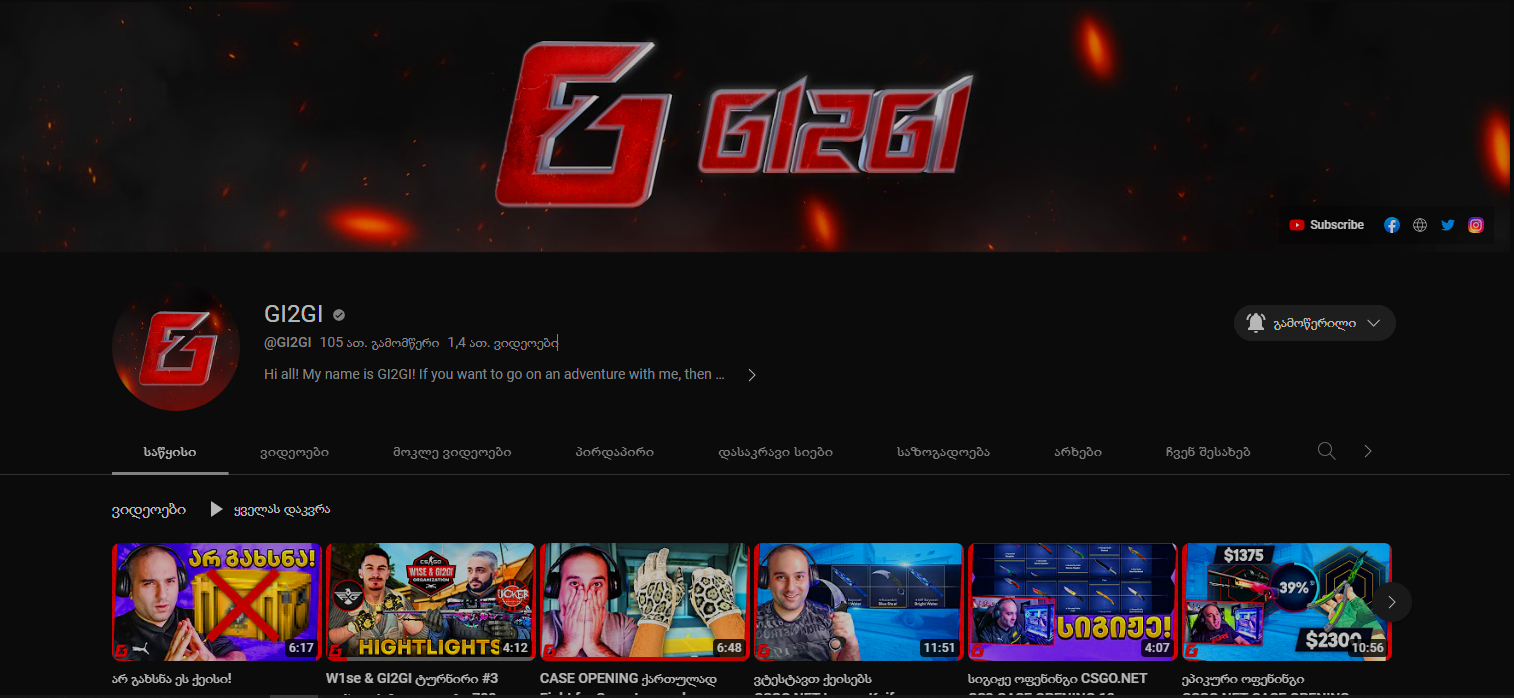 GI2GI
Subscribe
GI2GI
@GI2GI 105 ათ. გამომწერი 1,4 ათ. ვიდეოები
Hi all! My name is GI2GI! If you want to go on an adventure with me, then ...
გამოწერილი
საწყისი ვიდეოები მოკლე ვიდეოები პირდაპირი დასაკრავი სიები საზოგადოება არხები ჩვენ შესახებ
ვიდეოები ყველას დაკვრა
არ გახსნა!
6:17
CS:GO
W1SE & GI2GI
ORGANIZATION
HIGHTLIGHTS
4:12
6:48
11:51
სიგიჟე!
4:07
$1375
39%
$2300
10:56
არ გახსნა ეს ქეისი!
W1se & GI2GI ტურნირი #3
CASE OPENING ქართულად
ვტესტავთ ქეისებს
სიგიჟე ოფენინგი CSGO.NET
ეპიკური ოფენინგი